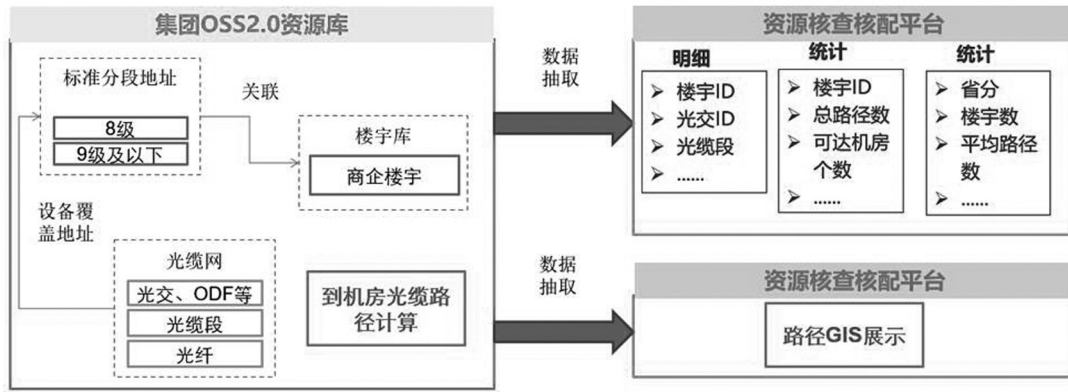 集团OSS2.0资源库
标准分段地址
8级
9级及以下
关联
楼宇库
商企楼宇
设备覆
盖地址
光缆网
光交、ODF等
光缆段
光纤
到机房光缆路
径计算
数据
抽取
资源核查核配平台
明细
➢ 楼宇ID
➢ 光交ID
➢ 光缆段
➢ ......
统计
➢ 楼宇ID
➢ 总路径数
➢ 可达机房
个数
➢ ......
统计
➢ 省分
➢ 楼宇数
➢ 平均路径
数
➢ ......
数据
抽取
资源核查核配平台
路径GIS展示